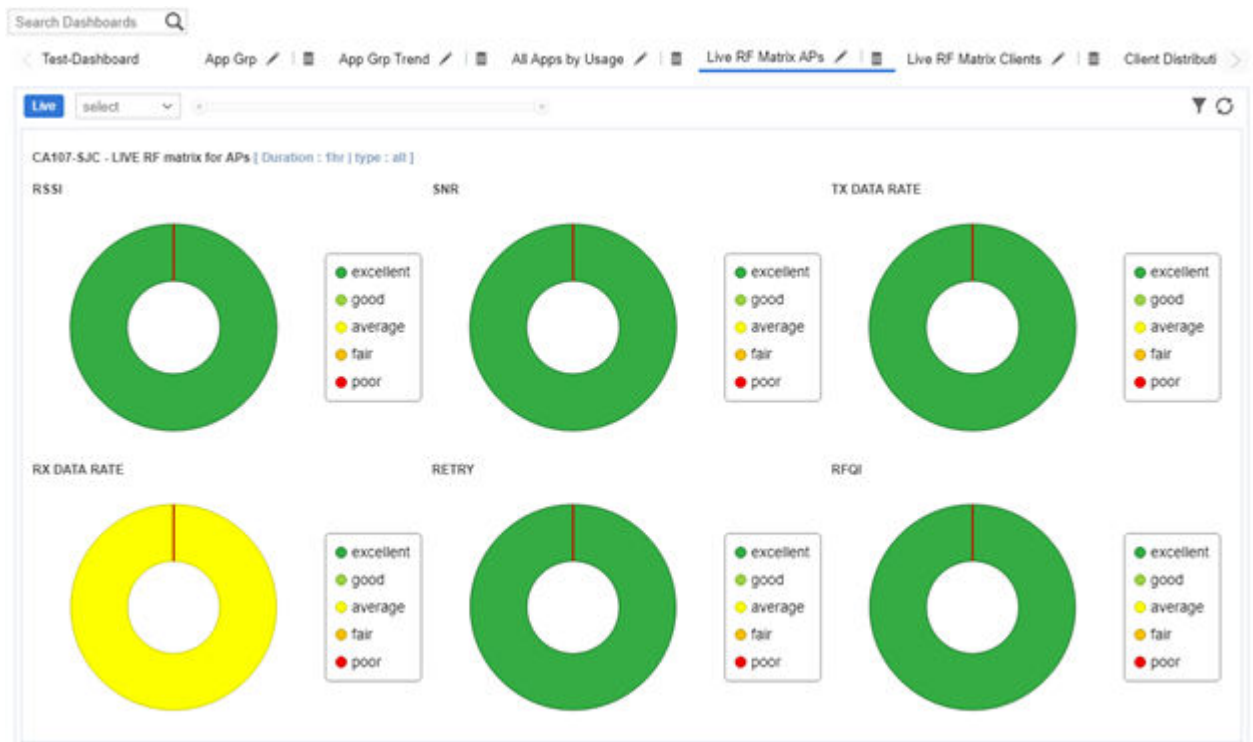 Search Dashboards
Test-Dashboard App Grp App Grp Trend All Apps by Usage Live RF Matrix APs Live RF Matrix Clients Client Distributi
Live select
CA107-SJC - LIVE RF matrix for APs [ Duration : 1hr | type : all ]
RSSI SNR TX DATA RATE
excellent excellent excellent
good good good
average average average
fair fair fair
poor poor poor
RX DATA RATE RETRY RFQI
excellent excellent excellent
good good good
average average average
fair fair fair
poor poor poor